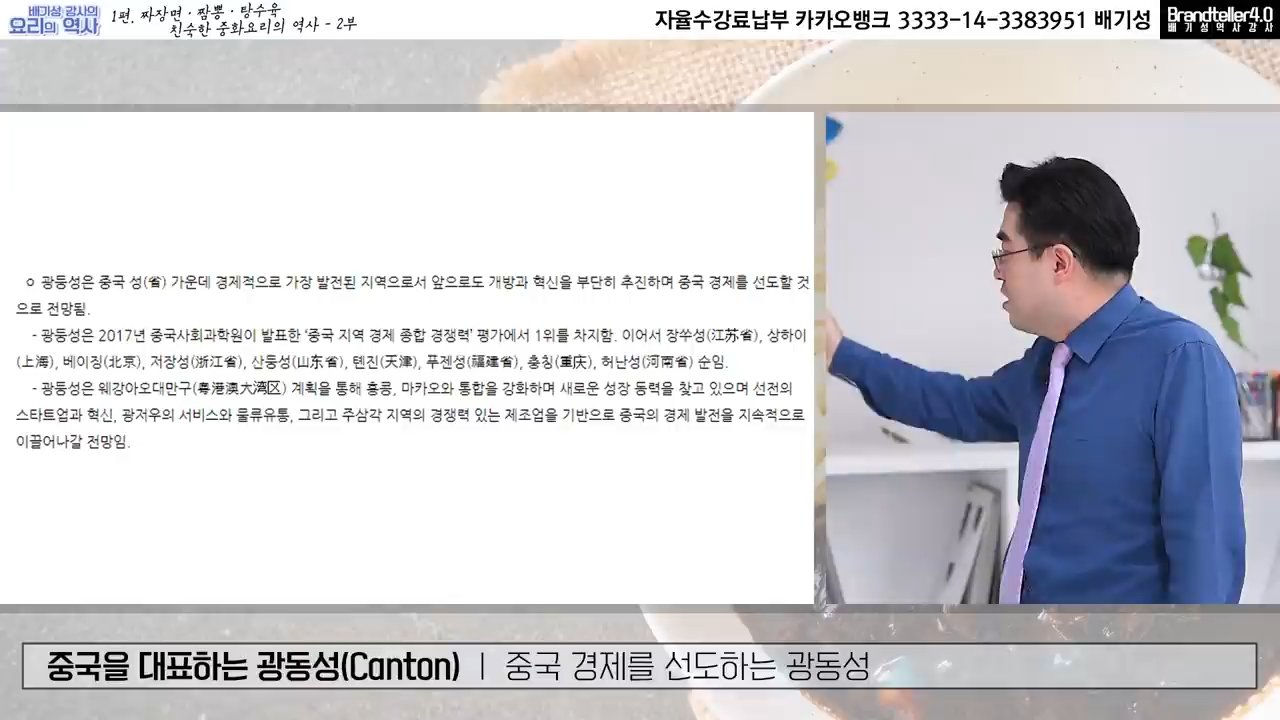 배기성 강사의
요리의 역사
1편. 짜장면·짬뽕·탕수육
친숙한 중화요리의 역사 - 2부
자율수강료납부 카카오뱅크 3333-14-3383951 배기성
Brandteller4.0
배기성역사강사
ㅇ 광둥성은 중국 성(省) 가운데 경제적으로 가장 발전된 지역으로서 앞으로도 개방과 혁신을 부단히 추진하며 중국 경제를 선도할 것
으로 전망됨.
- 광둥성은 2017년 중국사회과학원이 발표한 '중국 지역 경제 종합 경쟁력' 평가에서 1위를 차지함. 이어서 장쑤성(江苏省), 상하이
(上海), 베이징(北京), 저장성(浙江省), 산둥성(山东省), 톈진(天津), 푸젠성(福建省), 충칭(重庆), 허난성(河南省) 순임.
- 광둥성은 웨강아오대만구(粤港澳大湾区) 계획을 통해 홍콩, 마카오와 통합을 강화하며 새로운 성장 동력을 찾고 있으며 선전의
스타트업과 혁신, 광저우의 서비스와 물류유통, 그리고 주삼각 지역의 경쟁력 있는 제조업을 기반으로 중국의 경제 발전을 지속적으로
이끌어나갈 전망임.
중국을 대표하는 광동성(Canton) | 중국 경제를 선도하는 광동성